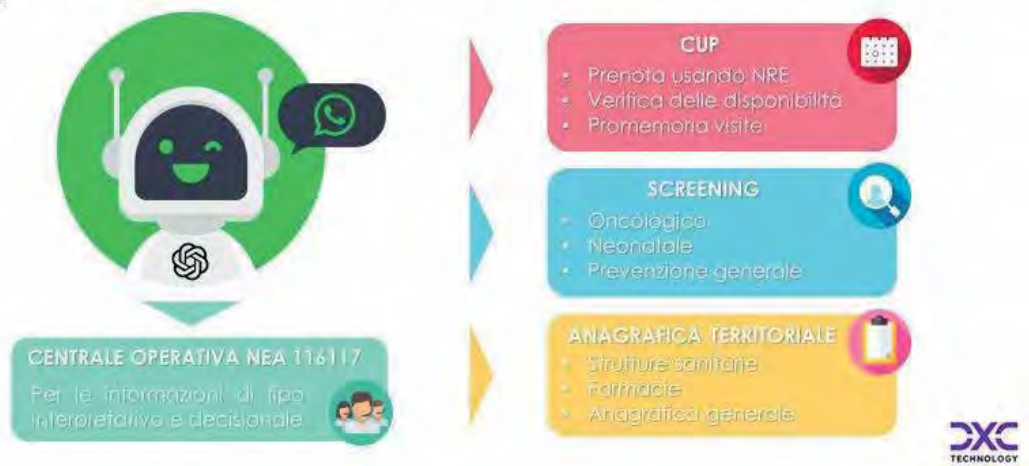 CUP
• Prenota usando NRE
• Verifica delle disponibilità
• Promemoria visite
SCREENING
• Oncologico
• Neonatale
• Prevenzione generale
ANAGRAFICA TERRITORIALE
• Strutture sanitarie
• Farmacie
• Anagrafica generale
CENTRALE OPERATIVA NEA 116117
Per le informazioni di tipo
interpretativo e decisionale
DXC
TECHNOLOGY